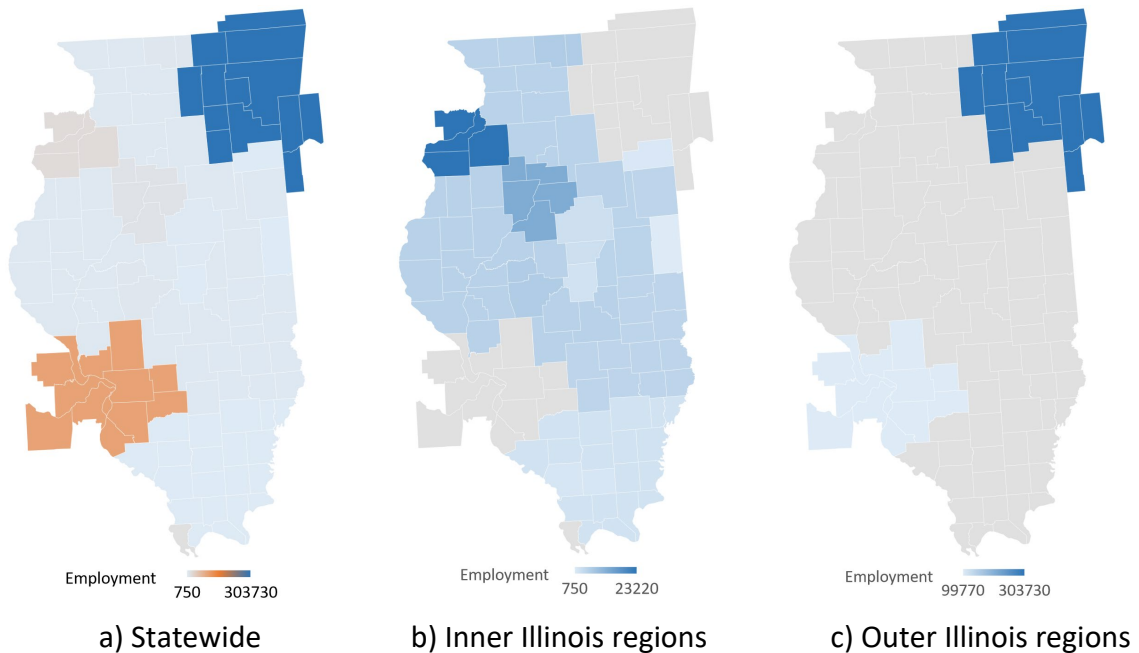 Employment
750 303730
a) Statewide
Employment
750 23220
b) Inner Illinois regions
Employment
99770 303730
c) Outer Illinois regions